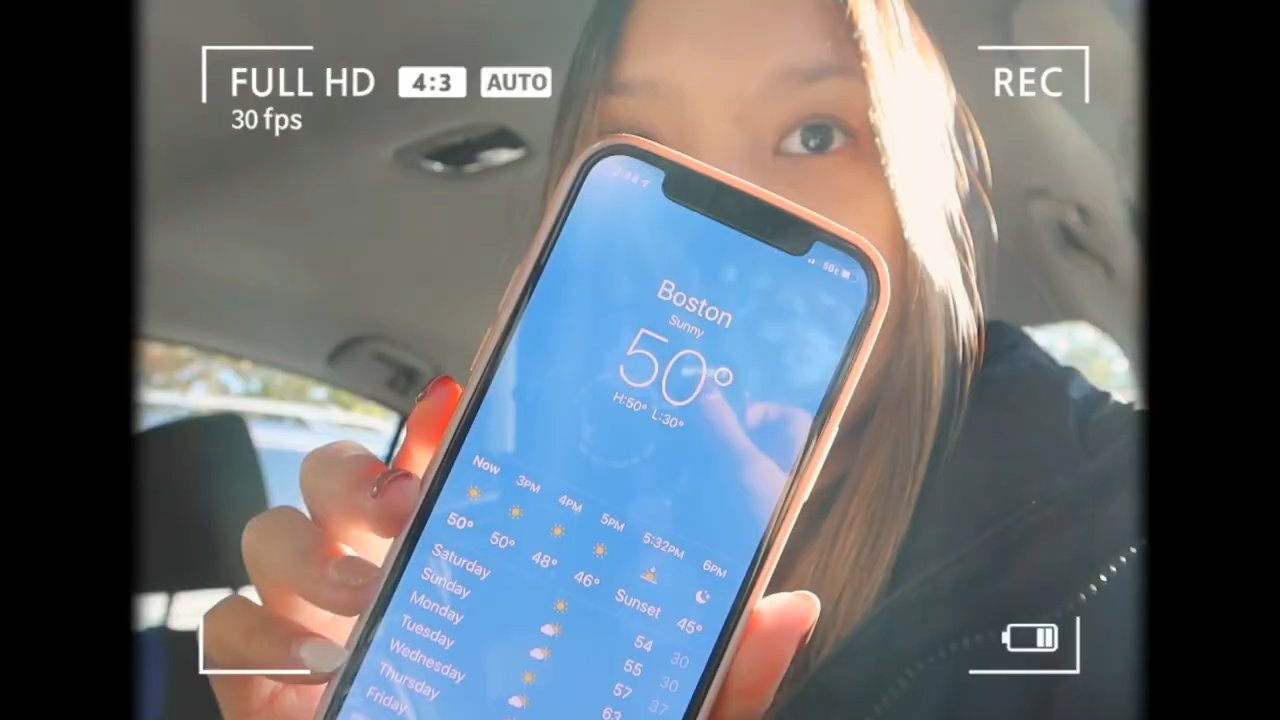 FULL HD 4:3 AUTO REC
30 fps
Boston
Sunny
50°
H:50° L:30°
Now 3PM 4PM 5PM 5:32PM 6PM
50° 50° 48° 46° Sunset 45°
Saturday 54 30
Sunday 55 30
Monday 57 37
Tuesday 63
Wednesday
Thursday
Friday